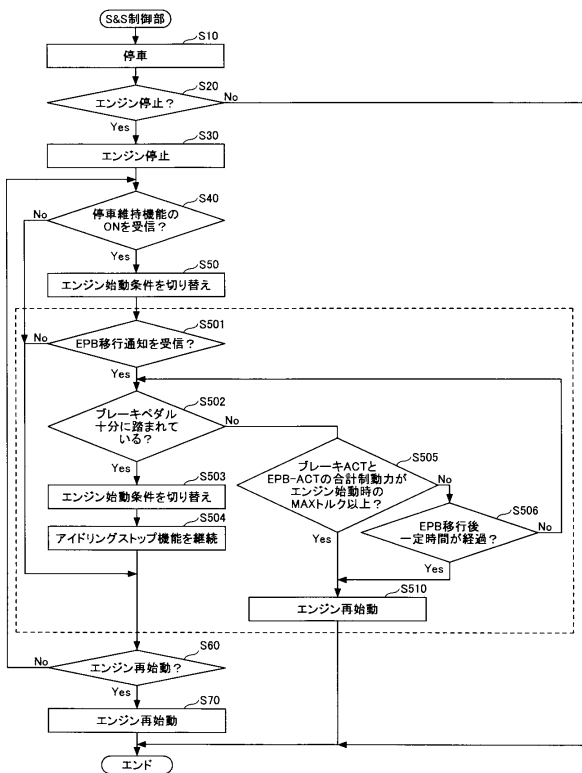 S&S制御部
S10
停車
S20
エンジン停止？
No
Yes
S30
エンジン停止
S40
停車維持機能の
ONを受信？
No
Yes
S50
エンジン始動条件を切り替え
S501
EPB移行通知を受信？
No
Yes
S502
ブレーキペダル
十分に踏まれて
いる？
No
Yes
S503
エンジン始動条件を切り替え
S504
アイドリングストップ機能を継続
S505
ブレーキACTと
EPB-ACTの合計制動力が
エンジン始動時の
MAXトルク以上？
No
Yes
S506
EPB移行後
一定時間が経過？
No
Yes
S510
エンジン再始動
S60
エンジン再始動？
No
Yes
S70
エンジン再始動
エンド